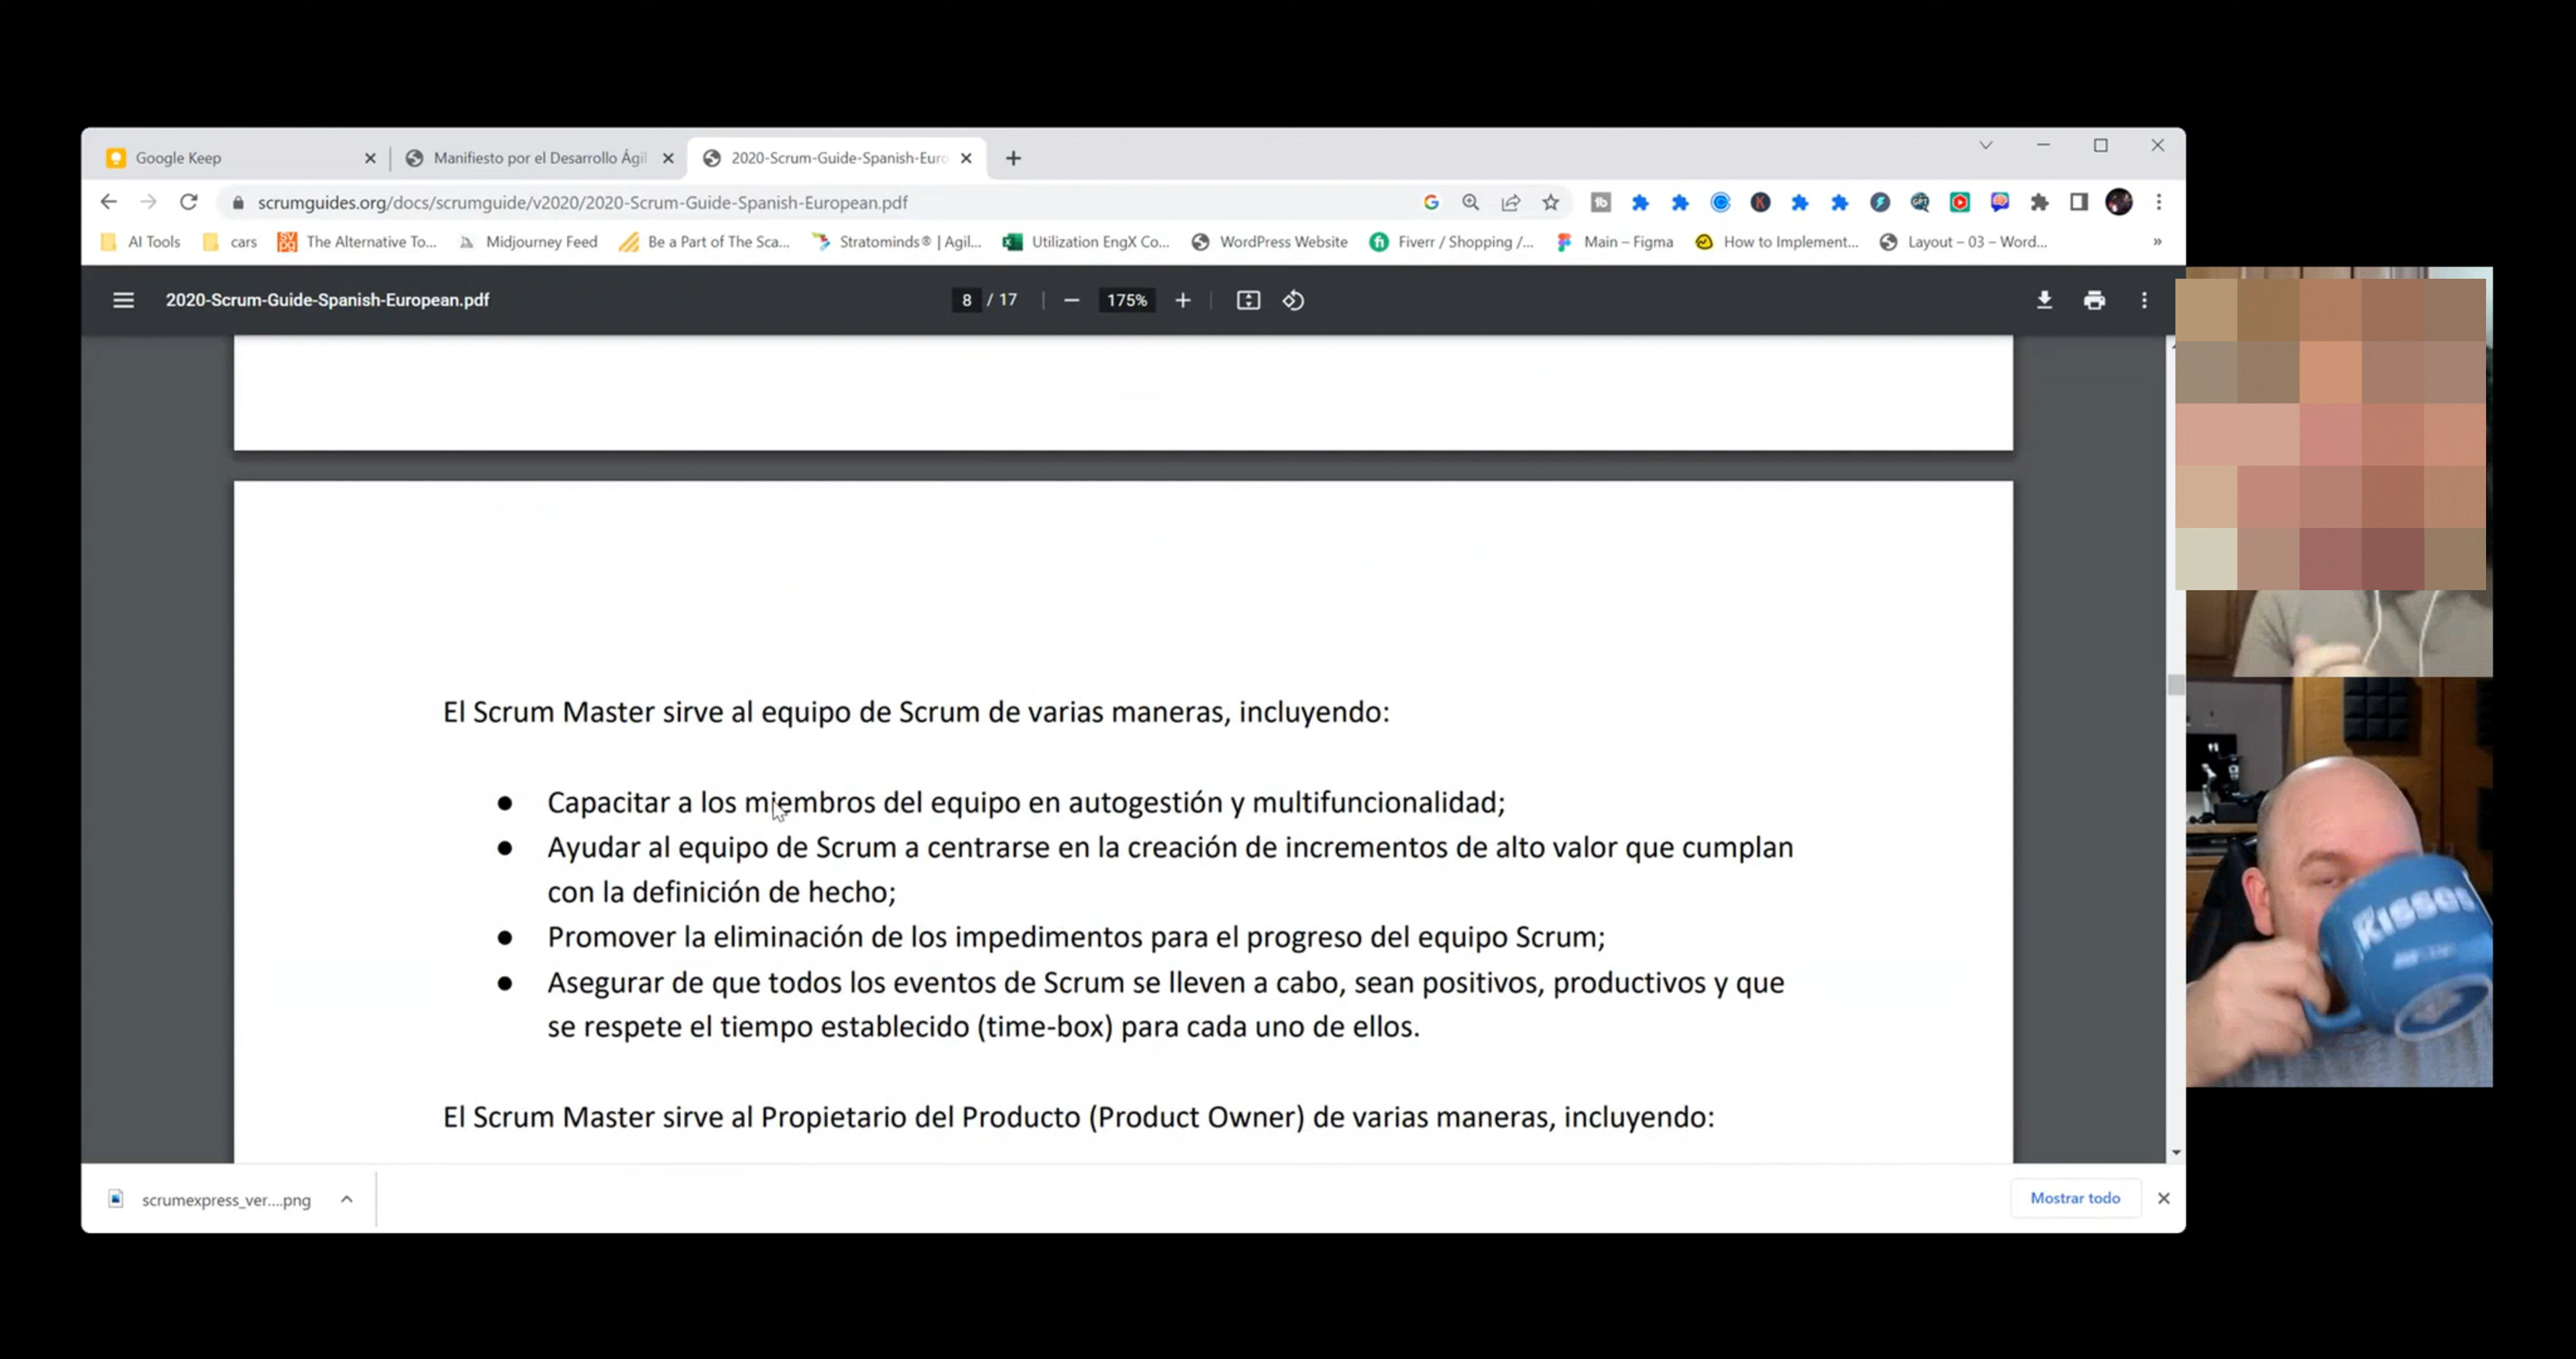 Google Keep
Manifiesto por el Desarrollo Ágil
2020-Scrum-Guide-Spanish-Euro
scrumguides.org/docs/scrumguide/v2020/2020-Scrum-Guide-Spanish-European.pdf
AI Tools
cars
The Alternative To...
Midjourney Feed
Be a Part of The Sca...
Stratominds® | Agil...
Utilization EngX Co...
WordPress Website
Fiverr / Shopping /...
Main – Figma
How to Implement...
Layout – 03 – Word...
»
2020-Scrum-Guide-Spanish-European.pdf
8 / 17
175%
El Scrum Master sirve al equipo de Scrum de varias maneras, incluyendo:
● Capacitar a los miembros del equipo en autogestión y multifuncionalidad;
● Ayudar al equipo de Scrum a centrarse en la creación de incrementos de alto valor que cumplan
con la definición de hecho;
● Promover la eliminación de los impedimentos para el progreso del equipo Scrum;
● Asegurar de que todos los eventos de Scrum se lleven a cabo, sean positivos, productivos y que
se respete el tiempo establecido (time-box) para cada uno de ellos.
El Scrum Master sirve al Propietario del Producto (Product Owner) de varias maneras, incluyendo:
KISSES
scrumexpress_ver....png
Mostrar todo